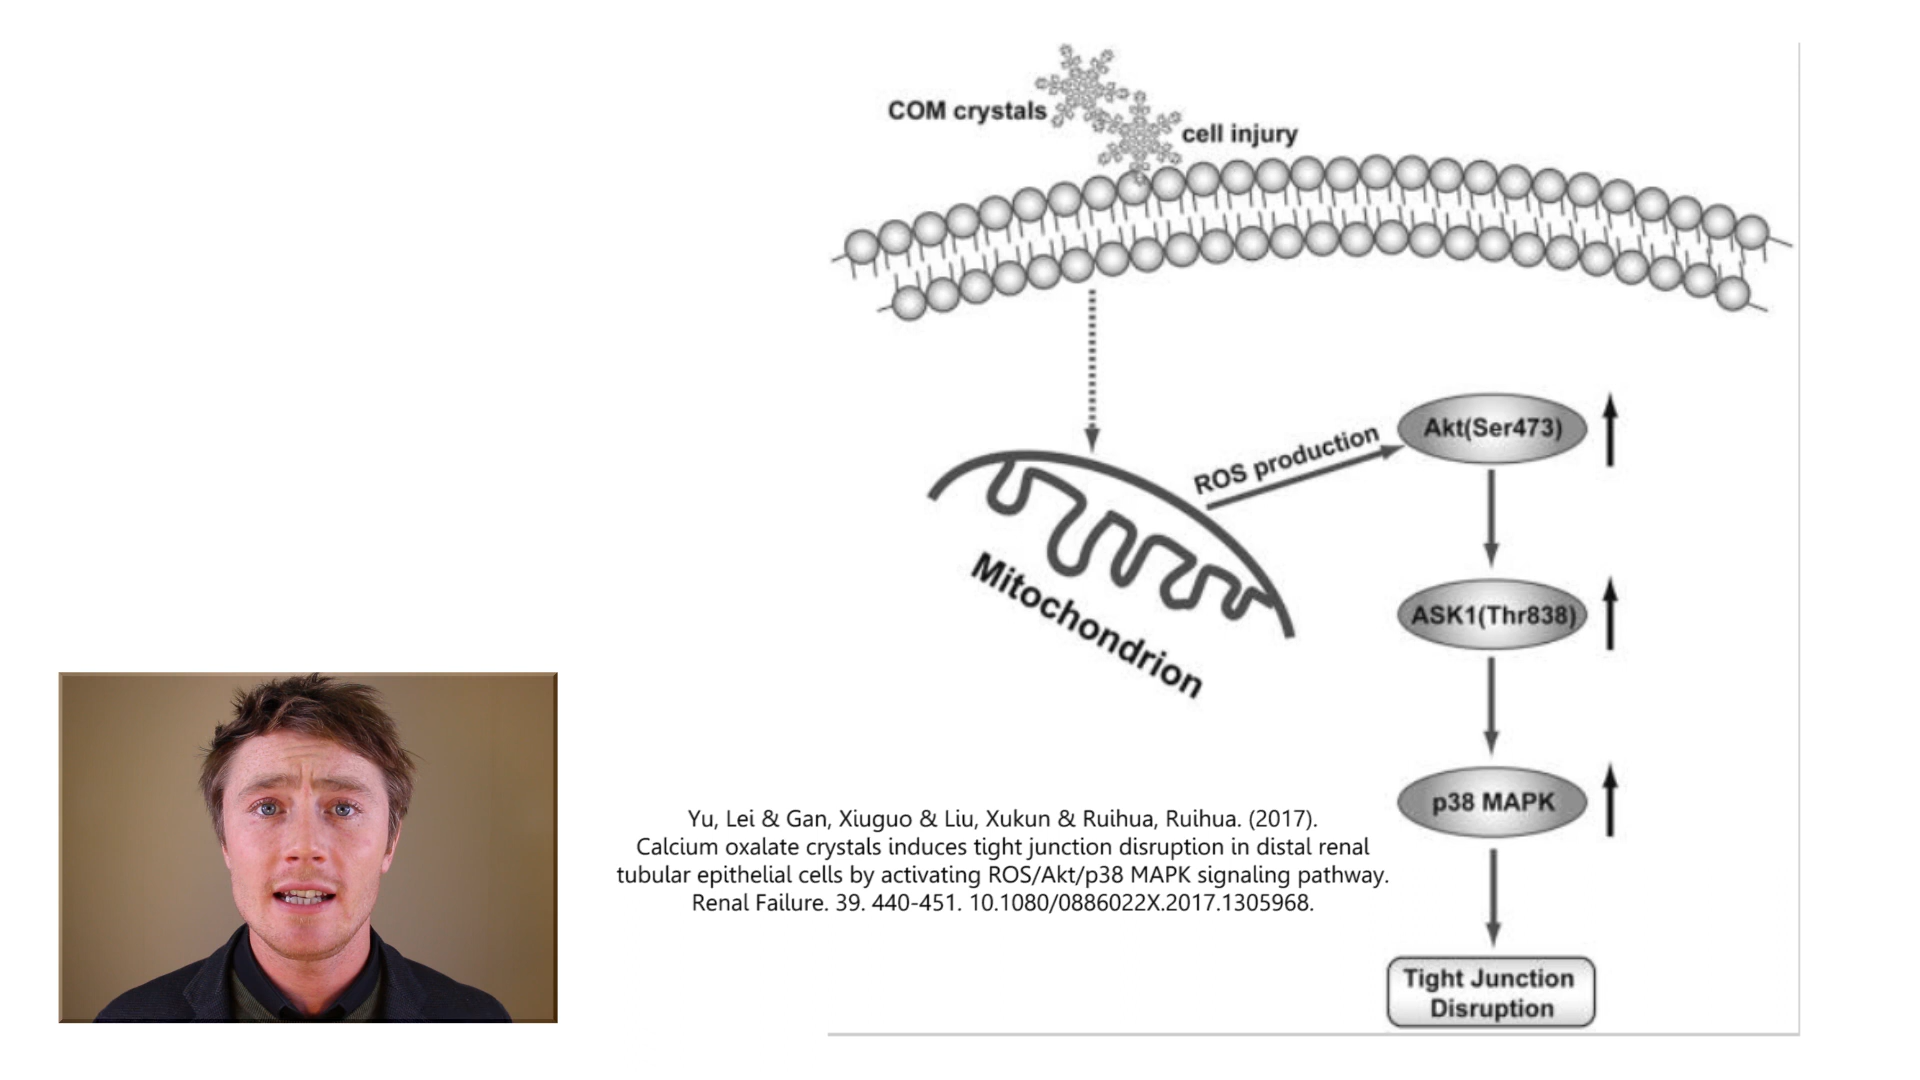 COM crystals
cell injury
Akt(Ser473)
ROS production
ASK1(Thr838)
Mitochondrion
p38 MAPK
Yu, Lei & Gan, Xiuguo & Liu, Xukun & Ruihua, Ruihua. (2017).
Calcium oxalate crystals induces tight junction disruption in distal renal
tubular epithelial cells by activating ROS/Akt/p38 MAPK signaling pathway.
Renal Failure. 39. 440-451. 10.1080/0886022X.2017.1305968.
Tight Junction
Disruption